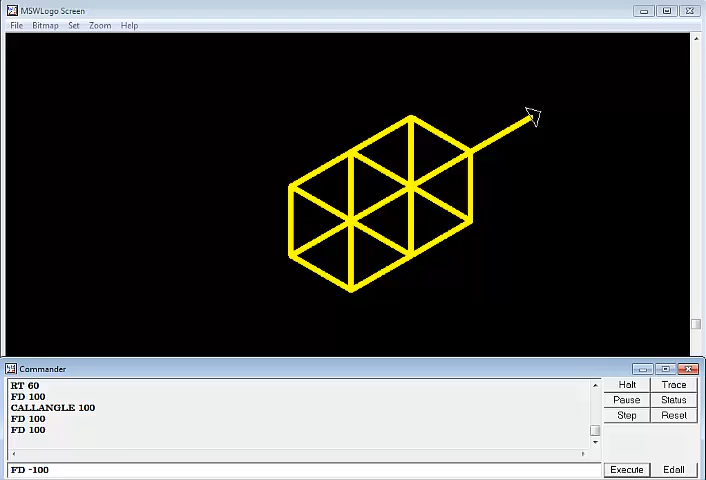 MSWLogo Screen
File Bitmap Set Zoom Help
Commander
RT 60
FD 100
CALLANGLE 100
FD 100
FD 100
Halt Trace
Pause Status
Step Reset
FD -100
Execute Edall